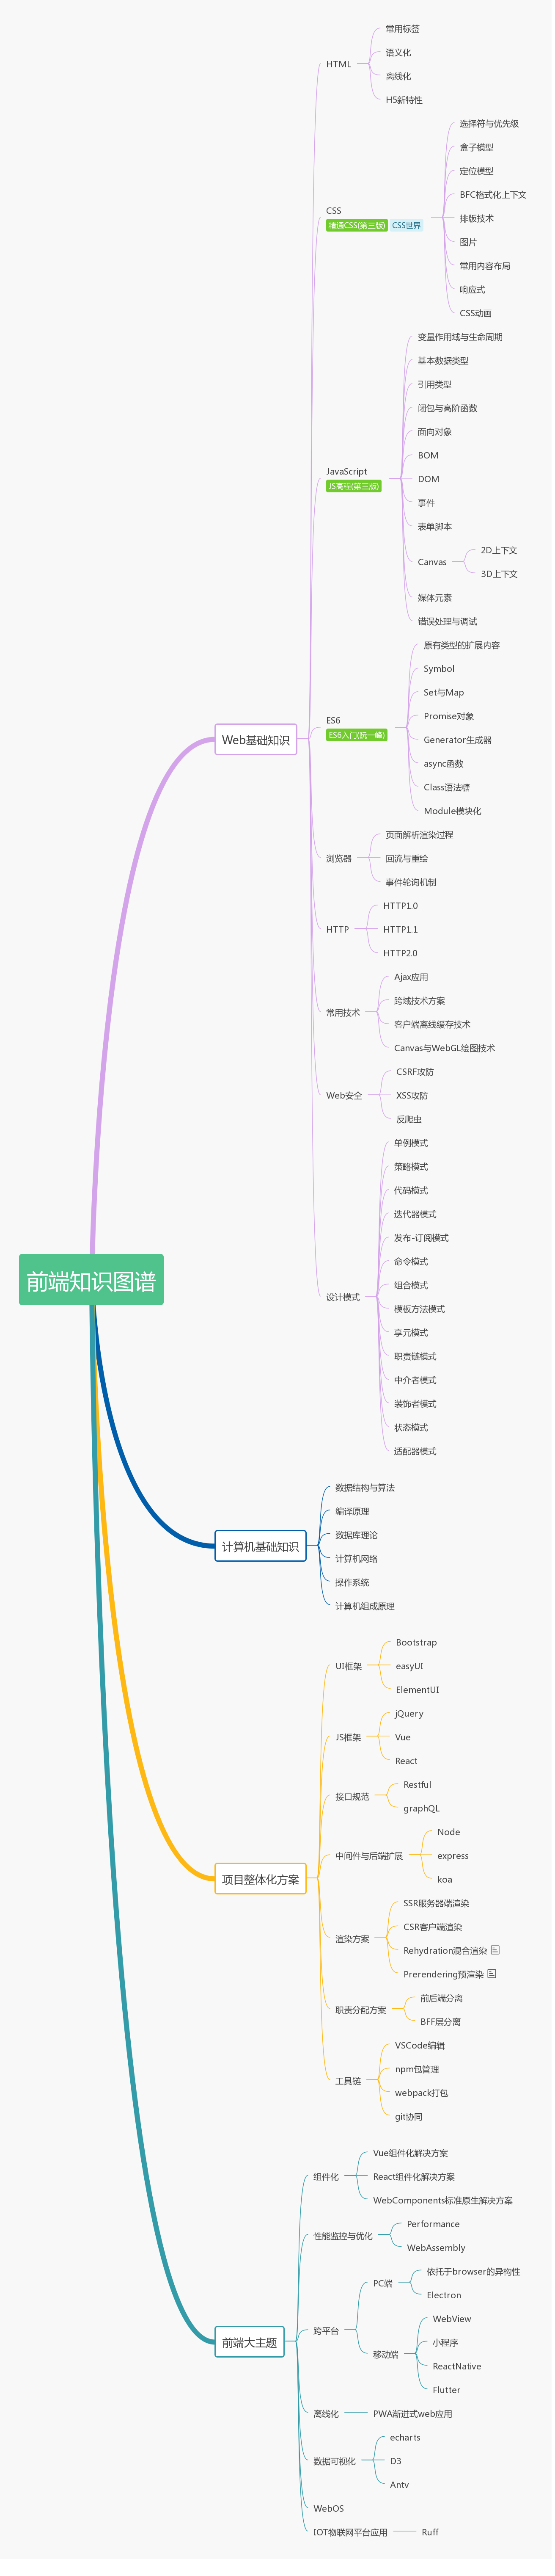 前端知识图谱
Web基础知识
HTML
常用标签
语义化
离线化
H5新特性
CSS
精通CSS(第三版) CSS世界
选择符与优先级
盒子模型
定位模型
BFC格式化上下文
排版技术
图片
常用内容布局
响应式
CSS动画
JavaScript
JS高程(第三版)
变量作用域与生命周期
基本数据类型
引用类型
闭包与高阶函数
面向对象
BOM
DOM
事件
表单脚本
Canvas
2D上下文
3D上下文
媒体元素
错误处理与调试
ES6
ES6入门(阮一峰)
原有类型的扩展内容
Symbol
Set与Map
Promise对象
Generator生成器
async函数
Class语法糖
Module模块化
浏览器
页面解析渲染过程
回流与重绘
事件轮询机制
HTTP
HTTP1.0
HTTP1.1
HTTP2.0
常用技术
Ajax应用
跨域技术方案
客户端离线缓存技术
Canvas与WebGL绘图技术
Web安全
CSRF攻防
XSS攻防
反爬虫
设计模式
单例模式
策略模式
代码模式
迭代器模式
发布-订阅模式
命令模式
组合模式
模板方法模式
享元模式
职责链模式
中介者模式
装饰者模式
状态模式
适配器模式
计算机基础知识
数据结构与算法
编译原理
数据库理论
计算机网络
操作系统
计算机组成原理
项目整体化方案
UI框架
Bootstrap
easyUI
ElementUI
JS框架
jQuery
Vue
React
接口规范
Restful
graphQL
中间件与后端扩展
Node
express
koa
渲染方案
SSR服务器端渲染
CSR客户端渲染
Rehydration混合渲染
Prerendering预渲染
职责分配方案
前后端分离
BFF层分离
工具链
VSCode编辑
npm包管理
webpack打包
git协同
前端大主题
组件化
Vue组件化解决方案
React组件化解决方案
WebComponents标准原生解决方案
性能监控与优化
Performance
WebAssembly
跨平台
PC端
依托于browser的异构性
Electron
移动端
WebView
小程序
ReactNative
Flutter
离线化
PWA渐进式web应用
数据可视化
echarts
D3
Antv
WebOS
IOT物联网平台应用
Ruff